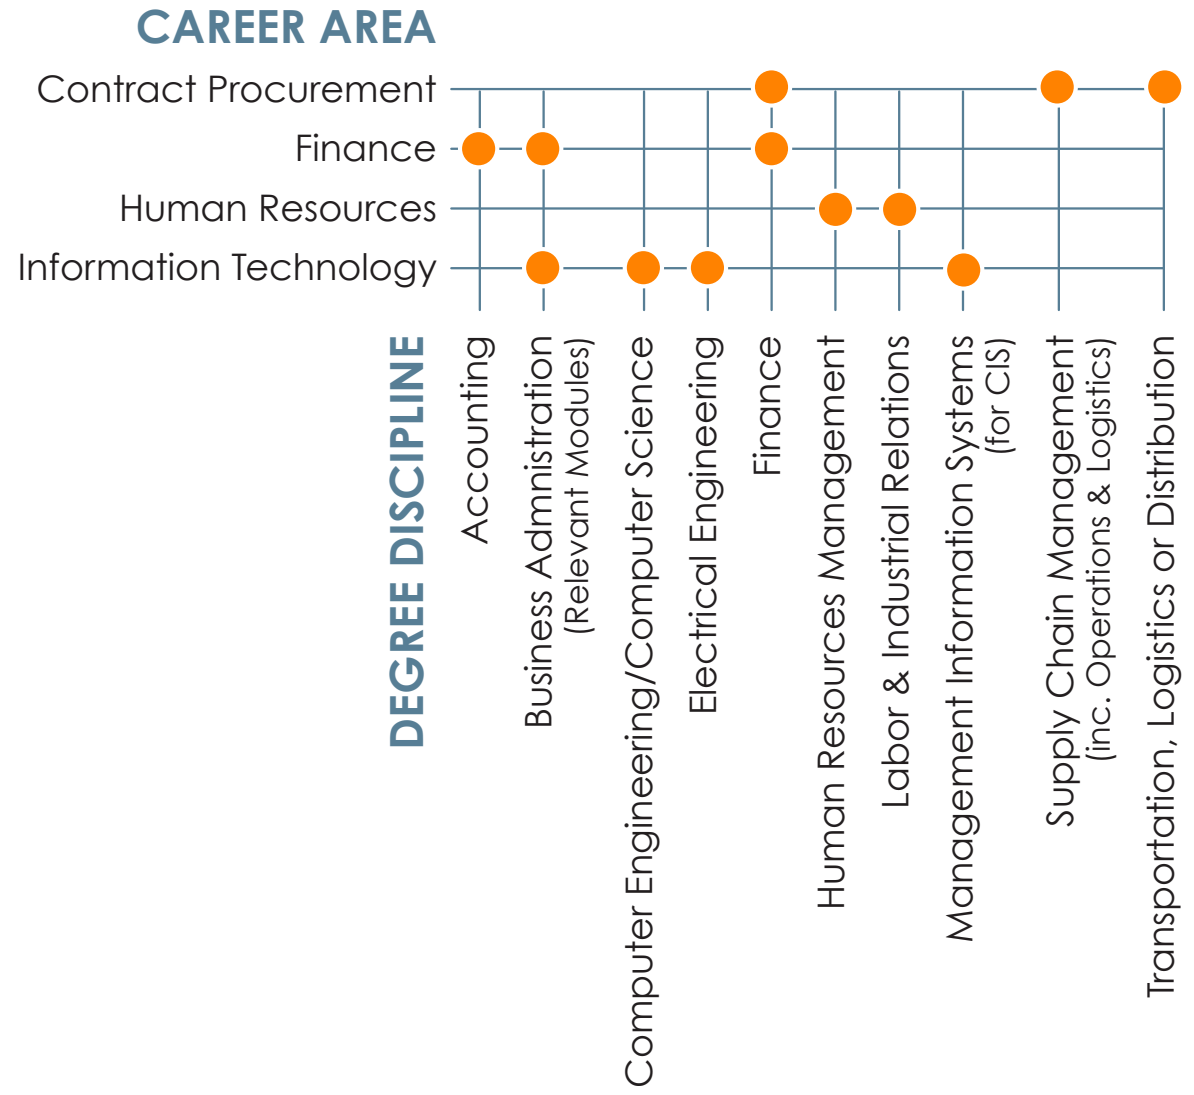 CAREER AREA
Contract Procurement
Finance
Human Resources
Information Technology
DEGREE DISCIPLINE
Accounting
Business Admnistration
(Relevant Modules)
Computer Engineering/Computer Science
Electrical Engineering
Finance
Human Resources Management
Labor & Industrial Relations
Management Information Systems
(for CIS)
Supply Chain Management
(inc. Operations & Logistics)
Transportation, Logistics or Distribution